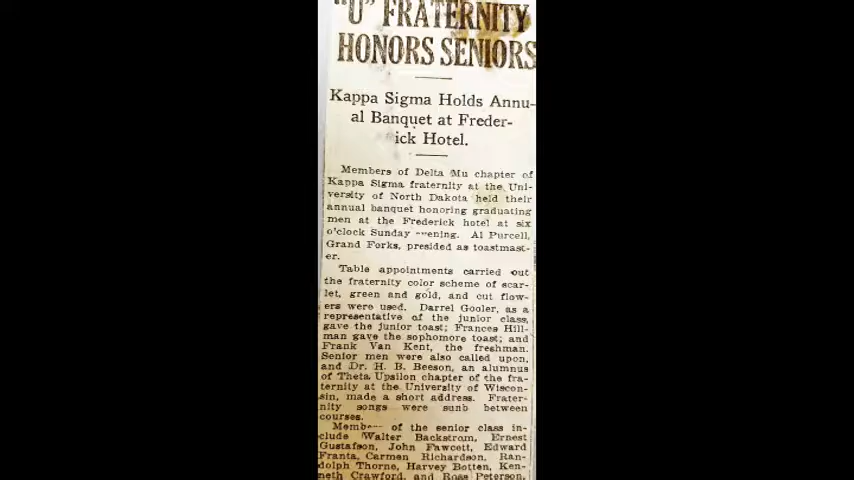 "U" FRATERNITY
HONORS SENIORS
Kappa Sigma Holds Annu-
al Banquet at Freder-
ick Hotel.
Members of Delta Mu chapter of
Kappa Sigma fraternity at the Uni-
versity of North Dakota held their
annual banquet honoring graduating
men at the Frederick hotel at six
o'clock Sunday evening. Al Purcell,
Grand Forks, presided as toastmast-
er.
Table appointments carried out
the fraternity color scheme of scar-
let, green and gold, and cut flow-
ers were used. Darrel Gooler, as a
representative of the junior class,
gave the junior toast; Frances Hill-
man gave the sophomore toast; and
Frank Van Kent, the freshman.
Senior men were also called upon,
and Dr. H. B. Beeson, an alumnus
of Theta Upsilon chapter of the fra-
ternity at the University of Wiscon-
sin, made a short address. Frater-
nity songs were sunb between
courses.
Members of the senior class in-
clude Walter Backstrom, Ernest
Gustafson, John Fawcett, Edward
Franta, Carmen Richardson, Ran-
dolph Thorne, Harvey Botten, Ken-
neth Crawford, and Ross Peterson,